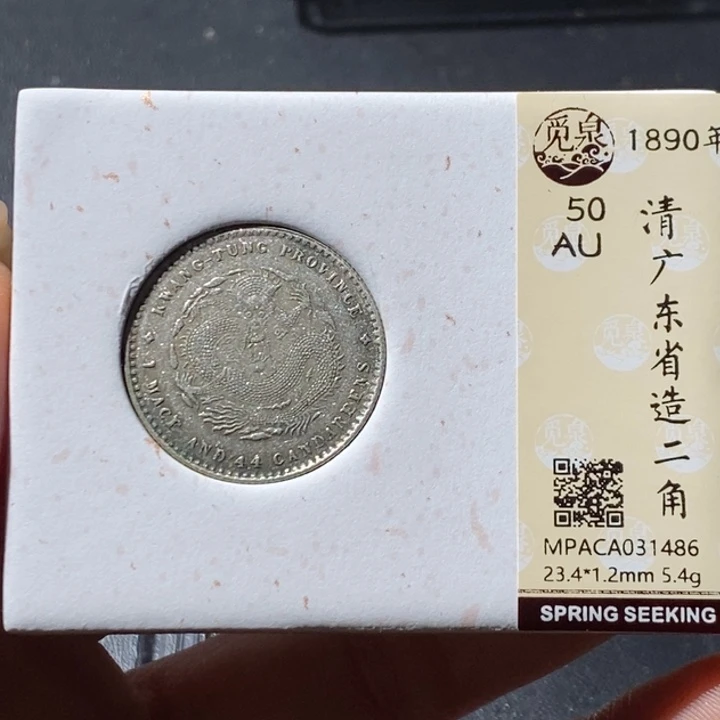 KWANG-TUNG PROVINCE
1 MACE AND 44 CANDAREENS
觅泉
1890年
50
AU
清广东省造二角
MPACA031486
23.4*1.2mm 5.4g
SPRING SEEKING